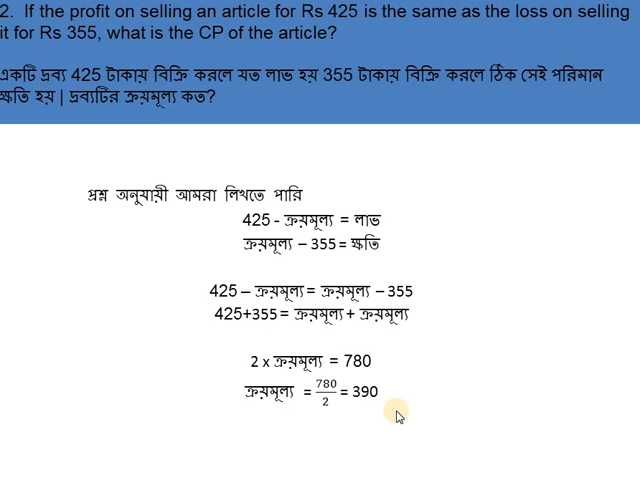 2. If the profit on selling an article for Rs 425 is the same as the loss on selling
it for Rs 355, what is the CP of the article?
একটি দ্রব্য 425 টাকায় বিক্রি করলে যত লাভ হয় 355 টাকায় বিক্রি করলে ঠিক সেই পরিমান
ক্ষতি হয় | দ্রব্যটির ক্রয়মূল্য কত?
প্রশ্ন অনুযায়ী আমরা লিখতে পারি
425 - ক্রয়মূল্য = লাভ
ক্রয়মূল্য – 355 = ক্ষতি
425 – ক্রয়মূল্য = ক্রয়মূল্য – 355
425+355 = ক্রয়মূল্য + ক্রয়মূল্য
2 x ক্রয়মূল্য = 780
ক্রয়মূল্য = 780/2 = 390